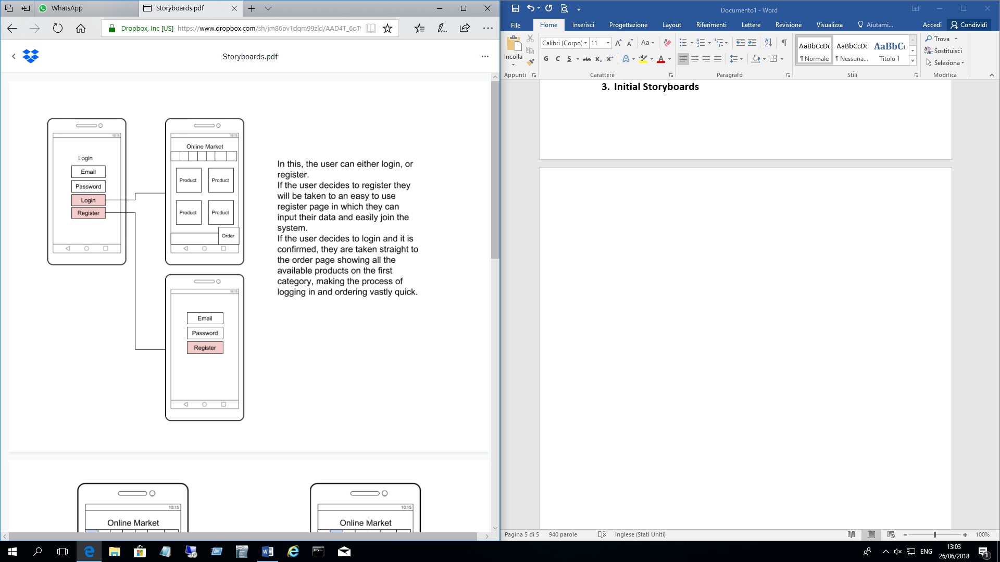 WhatsApp
Storyboards.pdf
Dropbox, Inc [US] https://www.dropbox.com/sh/jm86pv1dqm99zld/AAD4T_6oT
Storyboards.pdf
10:15
Login
Email
Password
Login
Register
10:15
Online Market
Product Product
Product Product
Order
10:15
Email
Password
Register
In this, the user can either login, or
register.
If the user decides to register they
will be taken to an easy to use
register page in which they can
input their data and easily join the
system.
If the user decides to login and it is
confirmed, they are taken straight to
the order page showing all the
available products on the first
category, making the process of
logging in and ordering vastly quick.
10:15
Online Market
10:15
Online Market
Documento1 - Word
File Home Inserisci Progettazione Layout Riferimenti Lettere Revisione Visualizza Aiutami... Accedi Condividi
Incolla
Appunti
Calibri (Corpo) 11
Aa
G C S abc x₂ x² A A
Carattere
Paragrafo
AaBbCcDc AaBbCcDc AaBbCc
¶ Normale ¶ Nessuna... Titolo 1
Stili
Trova
Sostituisci
Seleziona
Modifica
3. Initial Storyboards
Pagina 5 di 5 940 parole Inglese (Stati Uniti) 100%
ENG
13:03
26/06/2018
1